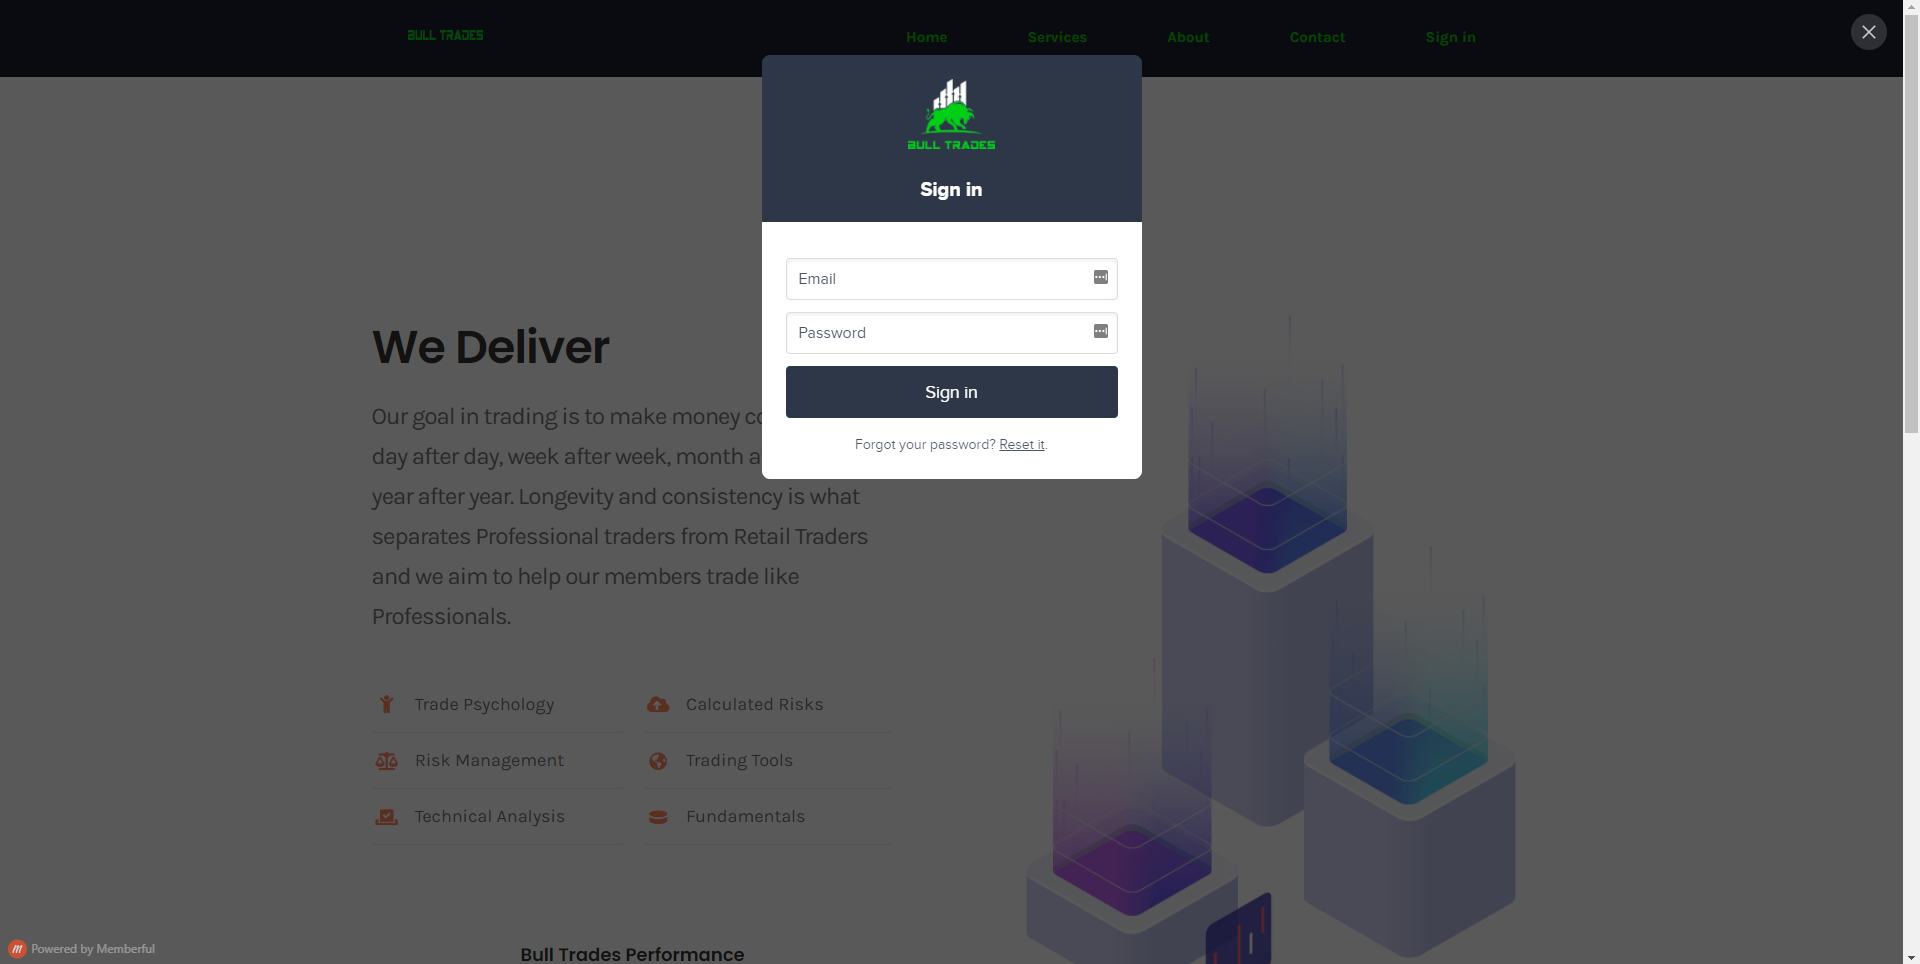 BULL TRADES
Home
Services
About
Contact
Sign in
BULL TRADES
Sign in
Email
Password
Sign in
Forgot your password? Reset it.
We Deliver
Our goal in trading is to make money
day after day, week after week, month
year after year. Longevity and consistency is what
separates Professional traders from Retail Traders
and we aim to help our members trade like
Professionals.
Trade Psychology
Calculated Risks
Risk Management
Trading Tools
Technical Analysis
Fundamentals
Bull Trades Performance
Powered by Memberful